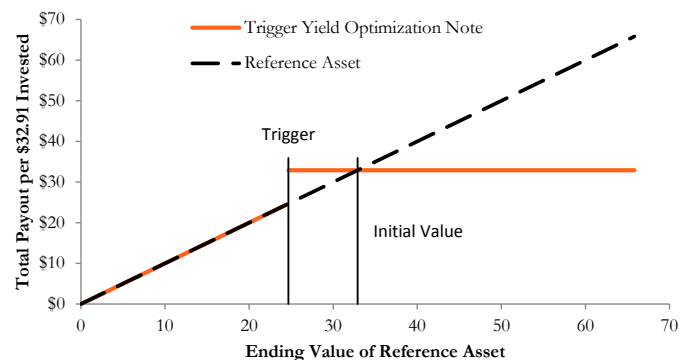 $70
Trigger Yield Optimization Note
$60
Reference Asset
$50
$40
Trigger
$30
$20
Initial Value
$10
$0
0 10 20 30 40 50 60 70
Ending Value of Reference Asset
Total Payout per $32.91 Invested